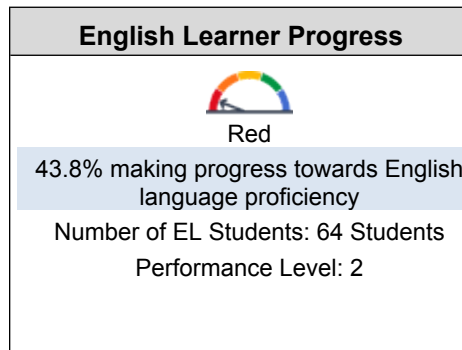 English Learner Progress
Red
43.8% making progress towards English
language proficiency
Number of EL Students: 64 Students
Performance Level: 2